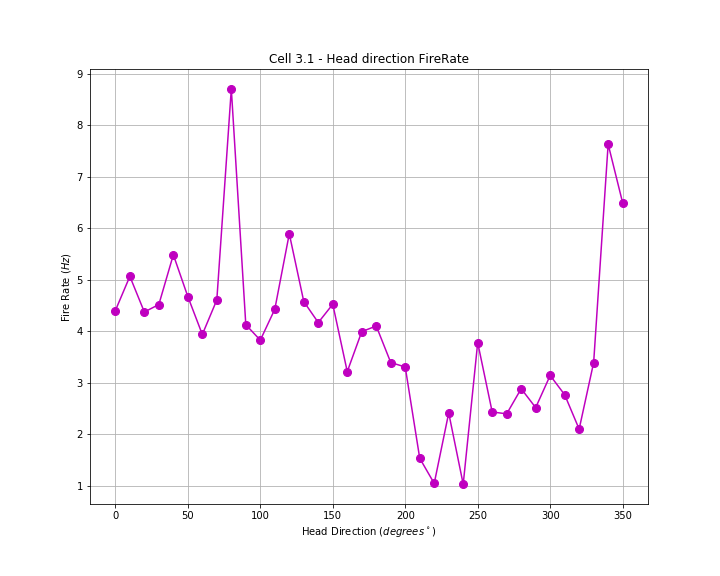 Cell 3.1 - Head direction FireRate
9
8
7
6
5
4
3
2
1
Fire Rate (Hz)
0 50 100 150 200 250 300 350
Head Direction (degrees°)